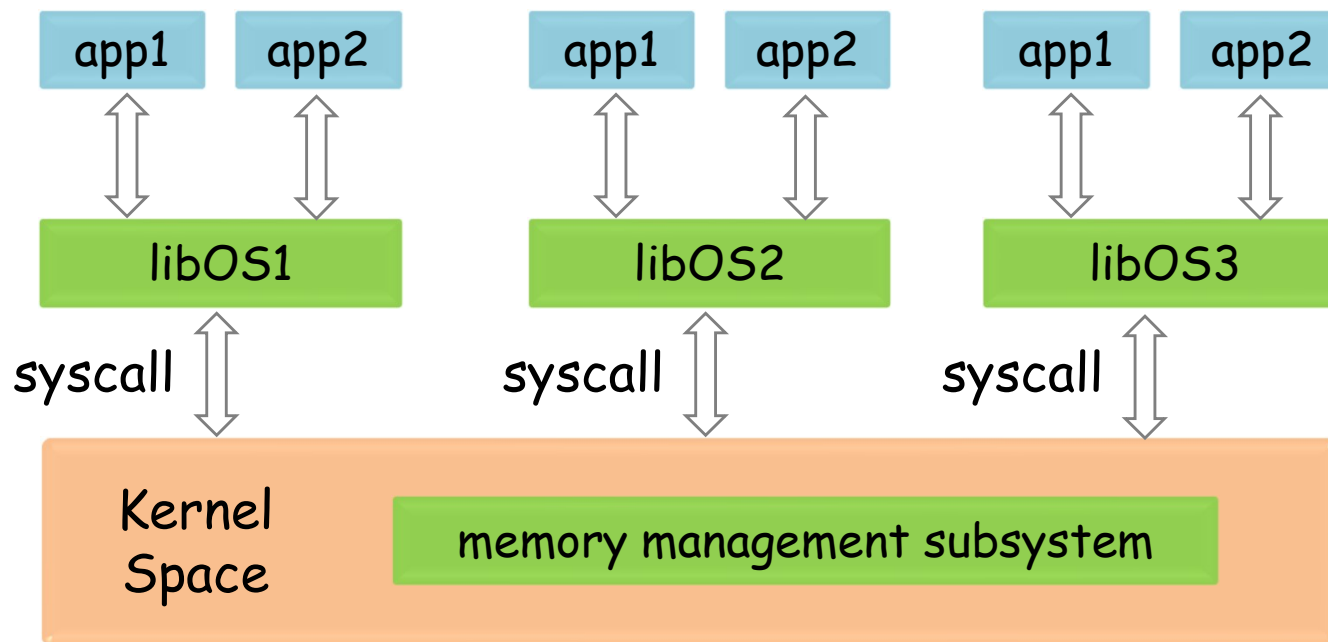 app1 app2 app1 app2 app1 app2
libOS1 libOS2 libOS3
syscall syscall syscall
Kernel
Space
memory management subsystem